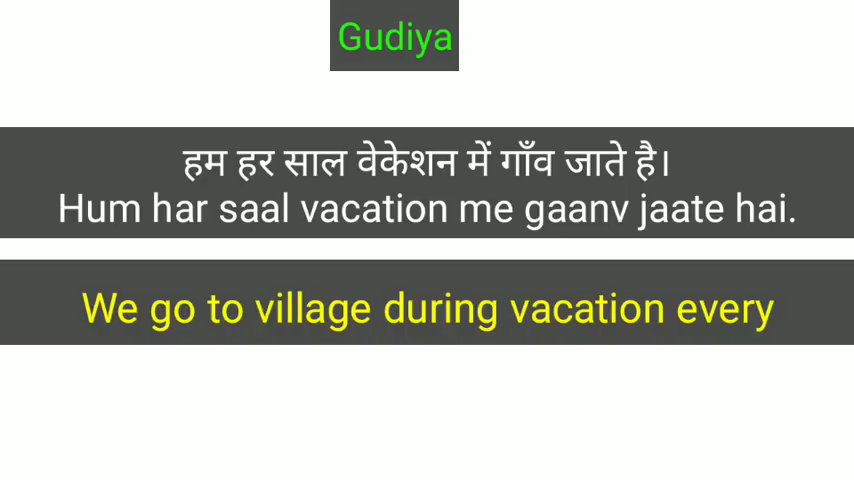 Gudiya
हम हर साल वेकेशन में गाँव जाते है।
Hum har saal vacation me gaanv jaate hai.
We go to village during vacation every